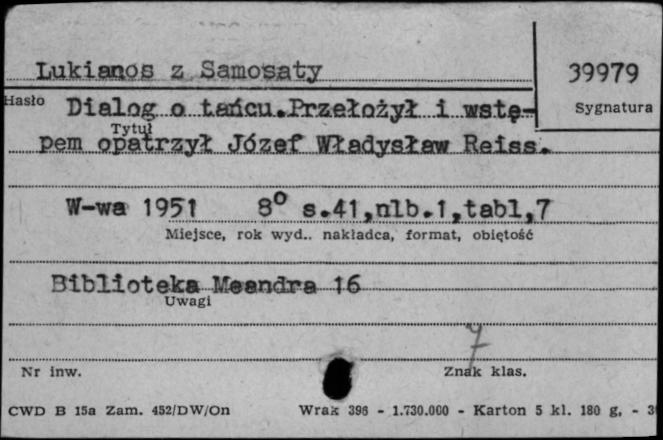 Lukianos z Samosaty
39979
Hasło
Sygnatura
Dialog o tańcu.Przełożył i wstę-
Tytuł
pem opatrzył Józef Władysław Reiss.
W-wa 1951 8° s.41,nlb.1,tabl,7
Miejsce, rok wyd.. nakładca, format, objętość
Biblioteka Meandra 16
Uwagi
7
Nr inw.
Znak klas.
CWD B 15a Zam. 452/DW/On Wrak 396 - 1.730.000 - Karton 5 kl. 180 g. -